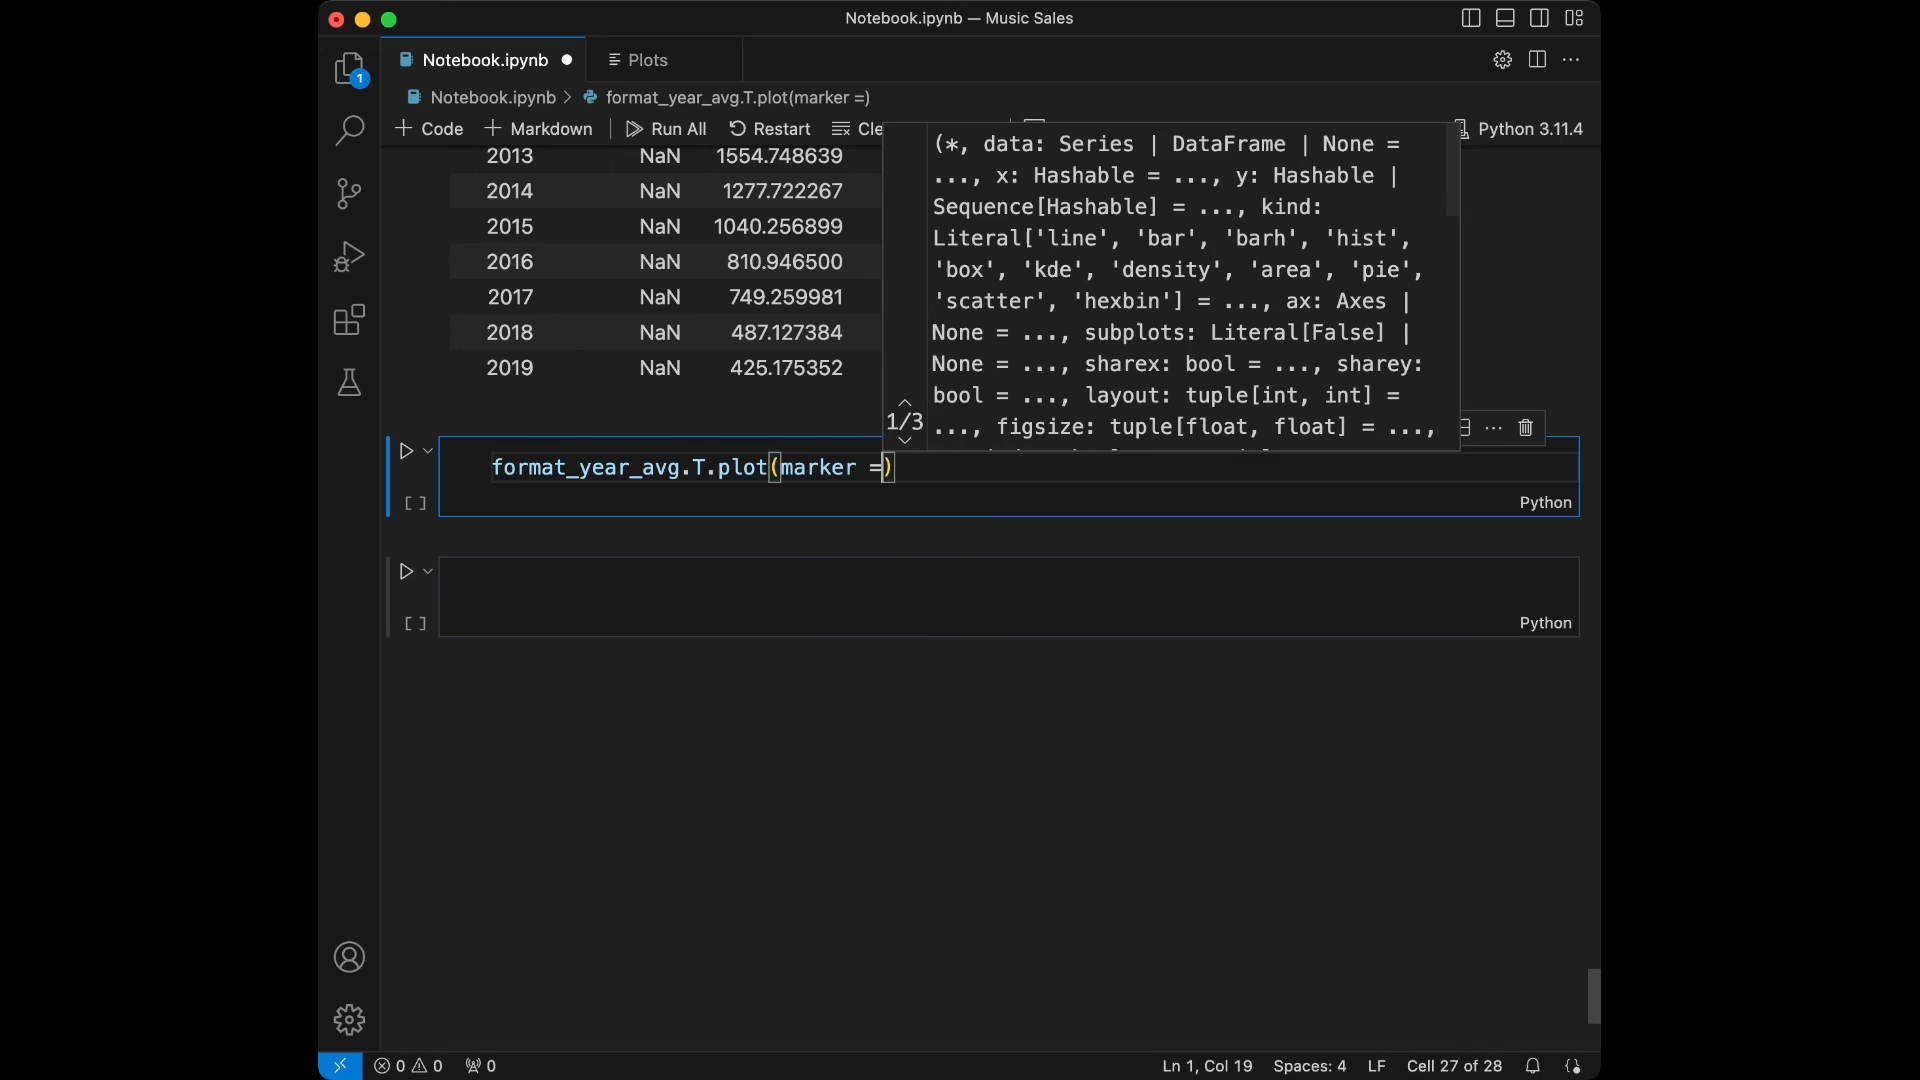 Notebook.ipynb — Music Sales
1
Notebook.ipynb
Plots
Notebook.ipynb > format_year_avg.T.plot(marker =)
Code
Markdown
Run All
Restart
Cle
Python 3.11.4
2013 NaN 1554.748639
2014 NaN 1277.722267
2015 NaN 1040.256899
2016 NaN 810.946500
2017 NaN 749.259981
2018 NaN 487.127384
2019 NaN 425.175352
(*, data: Series | DataFrame | None =
..., x: Hashable = ..., y: Hashable |
Sequence[Hashable] = ..., kind:
Literal['line', 'bar', 'barh', 'hist',
'box', 'kde', 'density', 'area', 'pie',
'scatter', 'hexbin'] = ..., ax: Axes |
None = ..., subplots: Literal[False] |
None = ..., sharex: bool = ..., sharey:
bool = ..., layout: tuple[int, int] =
1/3
..., figsize: tuple[float, float] = ...,
format_year_avg.T.plot(marker =)
[ ]
Python
[ ]
Python
0 0 0
Ln 1, Col 19
Spaces: 4
LF
Cell 27 of 28